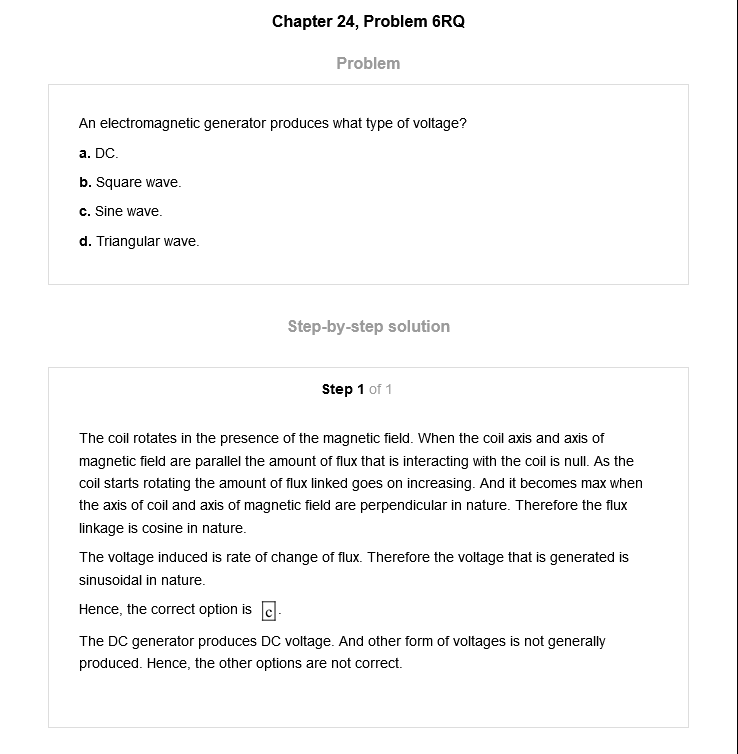 Chapter 24, Problem 6RQ
Problem
An electromagnetic generator produces what type of voltage?
a. DC.
b. Square wave.
c. Sine wave.
d. Triangular wave.
Step-by-step solution
Step 1 of 1
The coil rotates in the presence of the magnetic field. When the coil axis and axis of
magnetic field are parallel the amount of flux that is interacting with the coil is null. As the
coil starts rotating the amount of flux linked goes on increasing. And it becomes max when
the axis of coil and axis of magnetic field are perpendicular in nature. Therefore the flux
linkage is cosine in nature.
The voltage induced is rate of change of flux. Therefore the voltage that is generated is
sinusoidal in nature.
Hence, the correct option is c.
The DC generator produces DC voltage. And other form of voltages is not generally
produced. Hence, the other options are not correct.